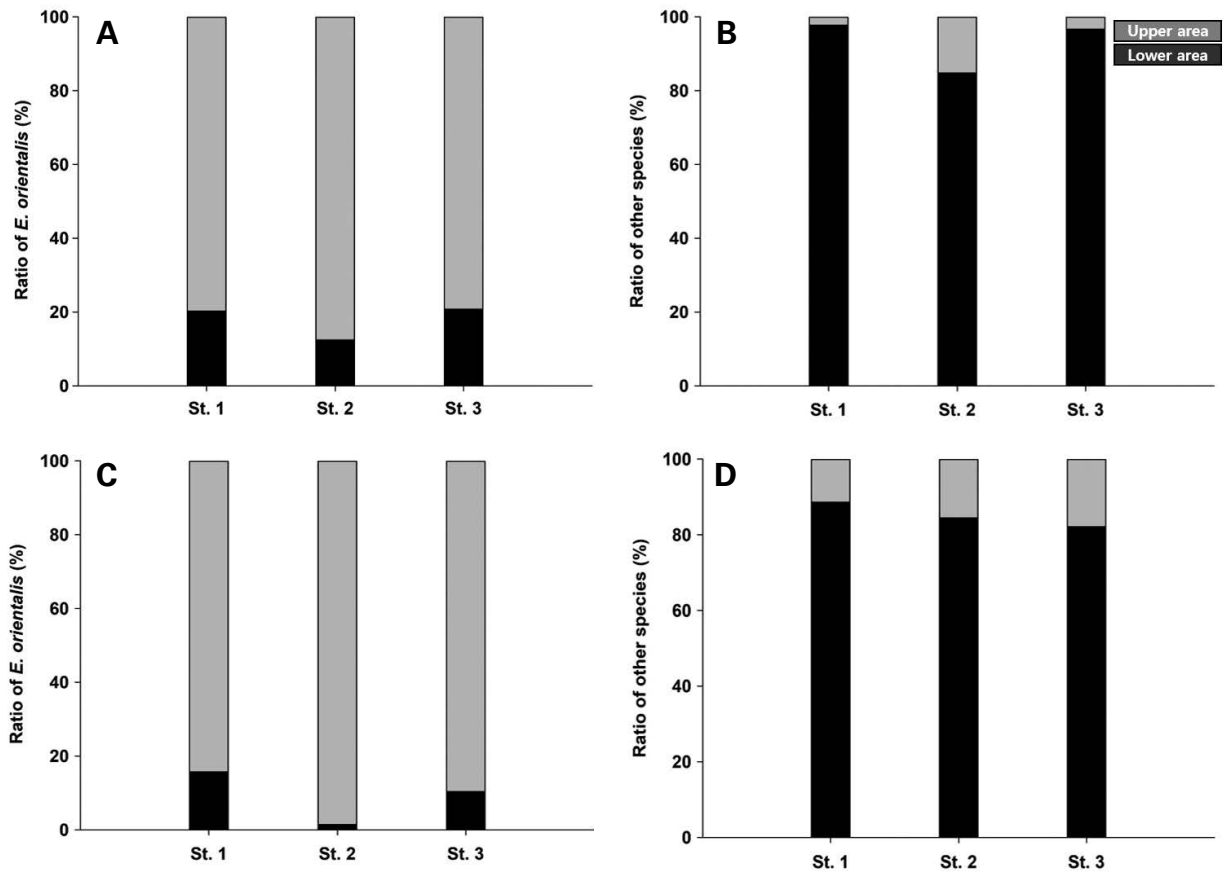 A
100
80
60
40
20
0
Ratio of E. orientalis (%)
St. 1 St. 2 St. 3
B
Upper area
Lower area
100
80
60
40
20
0
Ratio of other species (%)
St. 1 St. 2 St. 3
C
100
80
60
40
20
0
Ratio of E. orientalis (%)
St. 1 St. 2 St. 3
D
100
80
60
40
20
0
Ratio of other species (%)
St. 1 St. 2 St. 3